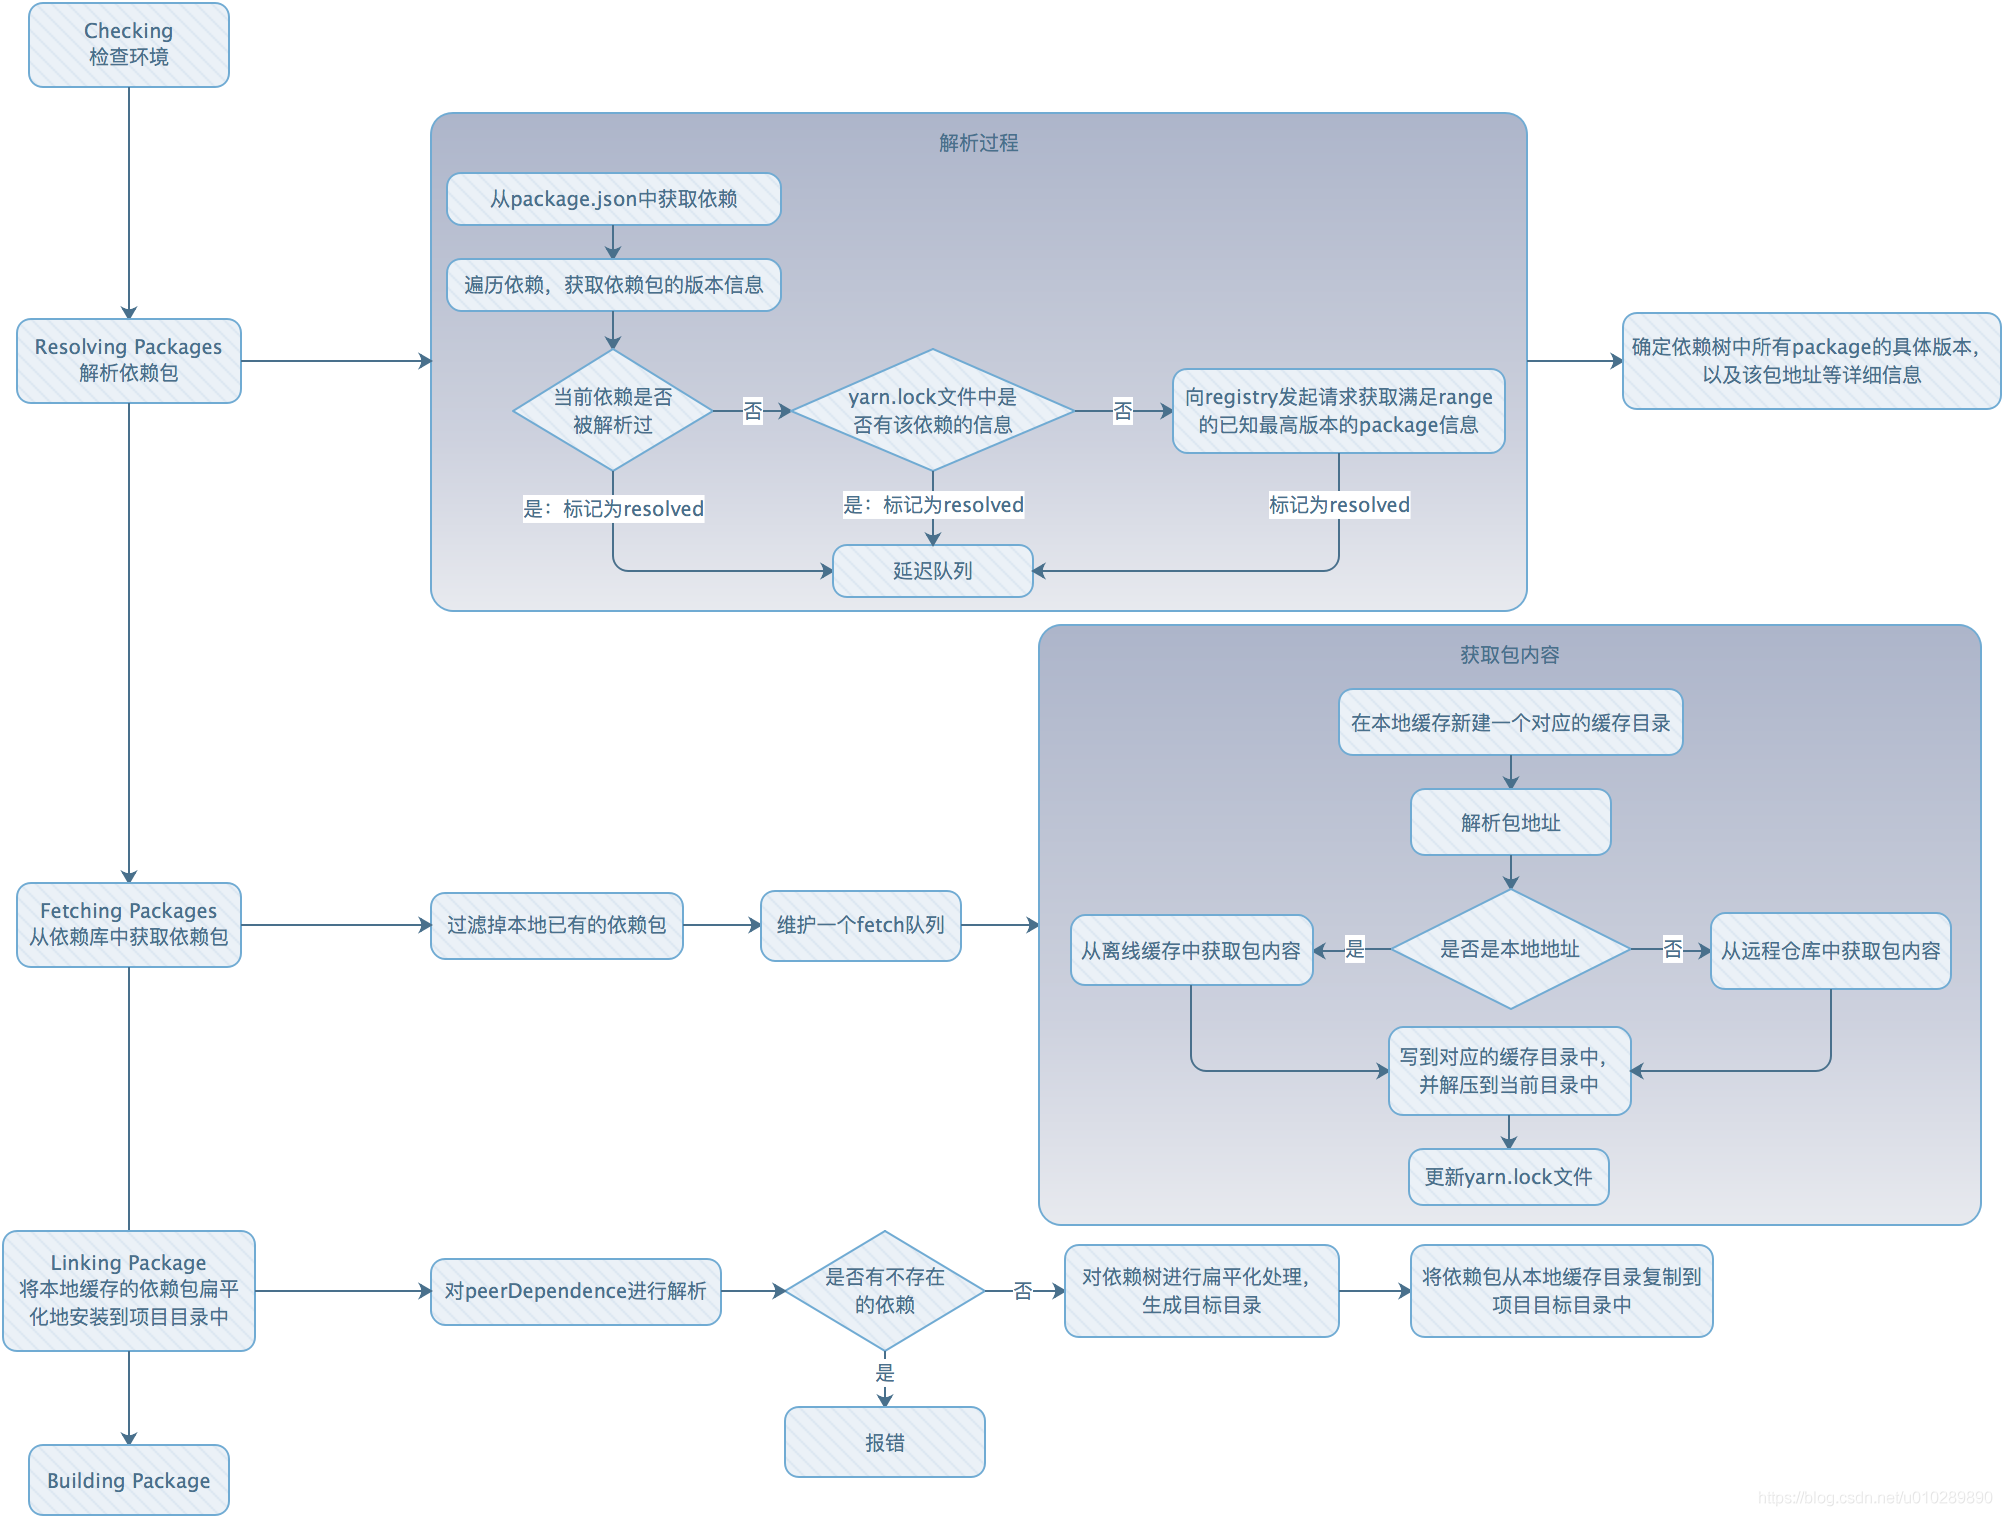 Checking
检查环境
解析过程
从package.json中获取依赖
遍历依赖，获取依赖包的版本信息
Resolving Packages
解析依赖包
当前依赖是否
被解析过
否
yarn.lock文件中是
否有该依赖的信息
否
向registry发起请求获取满足range
的已知最高版本的package信息
确定依赖树中所有package的具体版本，
以及该包地址等详细信息
是：标记为resolved
是：标记为resolved
标记为resolved
延迟队列
获取包内容
在本地缓存新建一个对应的缓存目录
解析包地址
Fetching Packages
从依赖库中获取依赖包
过滤掉本地已有的依赖包
维护一个fetch队列
从离线缓存中获取包内容
是
是否是本地地址
否
从远程仓库中获取包内容
写到对应的缓存目录中，
并解压到当前目录中
更新yarn.lock文件
Linking Package
将本地缓存的依赖包扁平
化地安装到项目目录中
对peerDependence进行解析
是否有不存在
的依赖
否
对依赖树进行扁平化处理，
生成目标目录
将依赖包从本地缓存目录复制到
项目目标目录中
是
报错
Building Package
https://blog.csdn.net/u010289890